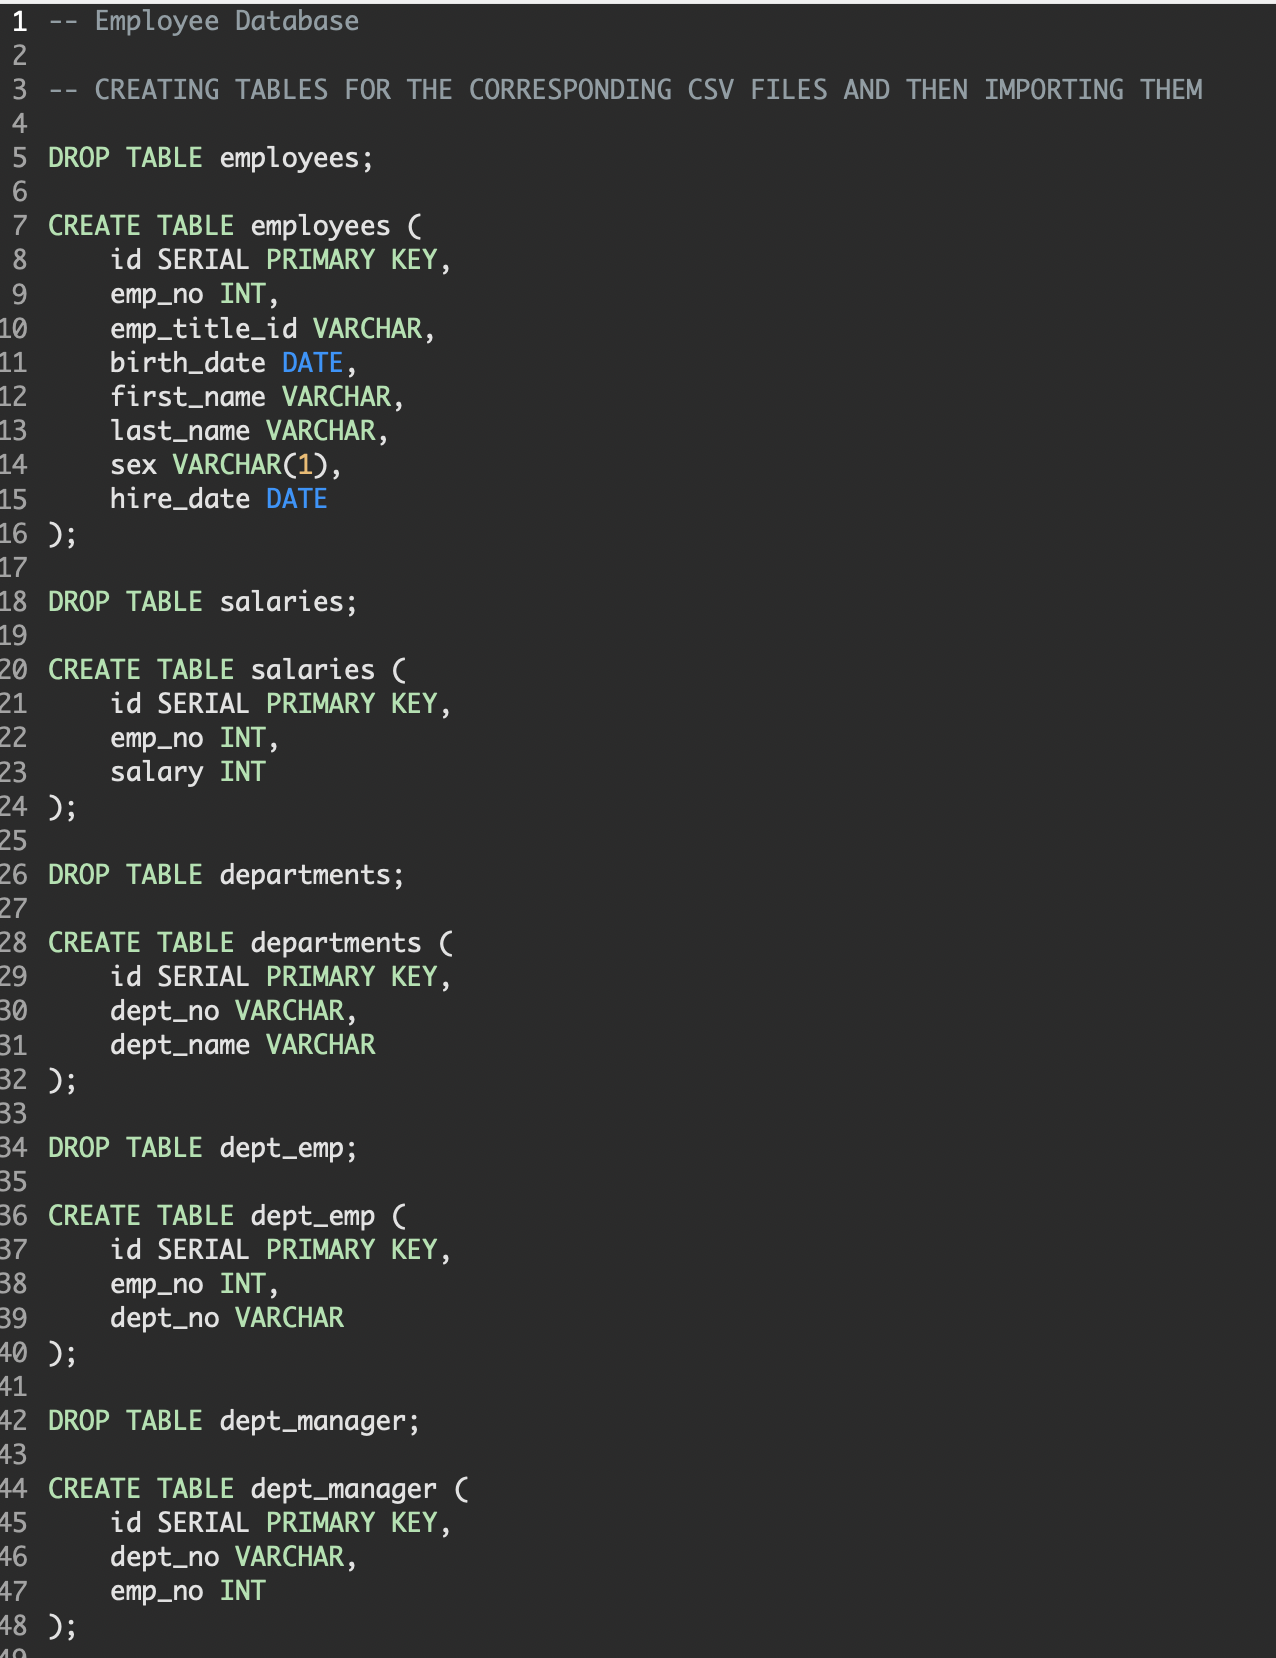 1 -- Employee Database
2
3 -- CREATING TABLES FOR THE CORRESPONDING CSV FILES AND THEN IMPORTING THEM
4
5 DROP TABLE employees;
6
7 CREATE TABLE employees (
8     id SERIAL PRIMARY KEY,
9     emp_no INT,
10     emp_title_id VARCHAR,
11     birth_date DATE,
12     first_name VARCHAR,
13     last_name VARCHAR,
14     sex VARCHAR(1),
15     hire_date DATE
16 );
17
18 DROP TABLE salaries;
19
20 CREATE TABLE salaries (
21     id SERIAL PRIMARY KEY,
22     emp_no INT,
23     salary INT
24 );
25
26 DROP TABLE departments;
27
28 CREATE TABLE departments (
29     id SERIAL PRIMARY KEY,
30     dept_no VARCHAR,
31     dept_name VARCHAR
32 );
33
34 DROP TABLE dept_emp;
35
36 CREATE TABLE dept_emp (
37     id SERIAL PRIMARY KEY,
38     emp_no INT,
39     dept_no VARCHAR
40 );
41
42 DROP TABLE dept_manager;
43
44 CREATE TABLE dept_manager (
45     id SERIAL PRIMARY KEY,
46     dept_no VARCHAR,
47     emp_no INT
48 );
49